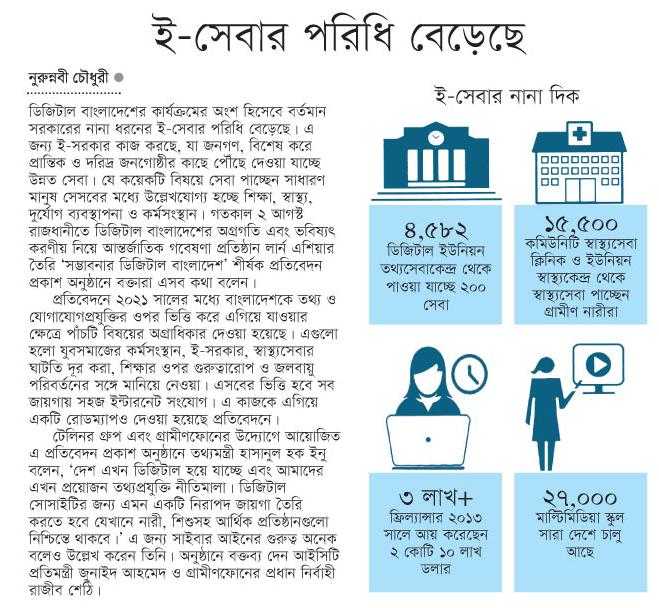 ই-সেবার পরিধি বেড়েছে
নুরুন্নবী চৌধুরী
ডিজিটাল বাংলাদেশের কার্যক্রমের অংশ হিসেবে বর্তমান
সরকারের নানা ধরনের ই-সেবার পরিধি বেড়েছে। এ
জন্য ই-সরকার কাজ করছে, যা জনগণ, বিশেষ করে
প্রান্তিক ও দরিদ্র জনগোষ্ঠীর কাছে পৌঁছে দেওয়া যাচ্ছে
উন্নত সেবা। যে কয়েকটি বিষয়ে সেবা পাচ্ছেন সাধারণ
মানুষ সেসবের মধ্যে উল্লেখযোগ্য হচ্ছে শিক্ষা, স্বাস্থ্য,
দুর্যোগ ব্যবস্থাপনা ও কর্মসংস্থান। গতকাল ২ আগস্ট
রাজধানীতে ডিজিটাল বাংলাদেশের অগ্রগতি এবং ভবিষ্যৎ
করণীয় নিয়ে আন্তর্জাতিক গবেষণা প্রতিষ্ঠান লার্ন এশিয়ার
তৈরি ‘সম্ভাবনার ডিজিটাল বাংলাদেশ’ শীর্ষক প্রতিবেদন
প্রকাশ অনুষ্ঠানে বক্তারা এসব কথা বলেন।
প্রতিবেদনে ২০২১ সালের মধ্যে বাংলাদেশকে তথ্য ও
যোগাযোগপ্রযুক্তির ওপর ভিত্তি করে এগিয়ে যাওয়ার
ক্ষেত্রে পাঁচটি বিষয়ের অগ্রাধিকার দেওয়া হয়েছে। এগুলো
হলো যুবসমাজের কর্মসংস্থান, ই-সরকার, স্বাস্থ্যসেবার
ঘাটতি দূর করা, শিক্ষার ওপর গুরুত্বারোপ ও জলবায়ু
পরিবর্তনের সঙ্গে মানিয়ে নেওয়া। এসবের ভিত্তি হবে সব
জায়গায় সহজ ইন্টারনেট সংযোগ। এ কাজকে এগিয়ে
একটি রোডম্যাপও দেওয়া হয়েছে প্রতিবেদনে।
টেলিনর গ্রুপ এবং গ্রামীণফোনের উদ্যোগে আয়োজিত
এ প্রতিবেদন প্রকাশ অনুষ্ঠানে তথ্যমন্ত্রী হাসানুল হক ইনু
বলেন, ‘দেশ এখন ডিজিটাল হয়ে যাচ্ছে এবং আমাদের
এখন প্রয়োজন তথ্যপ্রযুক্তি নীতিমালা। ডিজিটাল
সোসাইটির জন্য এমন একটি নিরাপদ জায়গা তৈরি
করতে হবে যেখানে নারী, শিশুসহ আর্থিক প্রতিষ্ঠানগুলো
নিশ্চিন্তে থাকবে।’ এ জন্য সাইবার আইনের গুরুত্ব অনেক
বলেও উল্লেখ করেন তিনি। অনুষ্ঠানে বক্তব্য দেন আইসিটি
প্রতিমন্ত্রী জুনাইদ আহমেদ ও গ্রামীণফোনের প্রধান নির্বাহী
রাজীব শেঠি।
ই-সেবার নানা দিক
৪,৫৮২
ডিজিটাল ইউনিয়ন
তথ্যসেবাকেন্দ্র থেকে
পাওয়া যাচ্ছে ২০০
সেবা
১৫,৫০০
কমিউনিটি স্বাস্থ্যসেবা
ক্লিনিক ও ইউনিয়ন
স্বাস্থ্যকেন্দ্র থেকে
স্বাস্থ্যসেবা পাচ্ছেন
গ্রামীণ নারীরা
৩ লাখ+
ফ্রিল্যান্সার ২০১৩
সালে আয় করেছেন
২ কোটি ১০ লাখ
ডলার
২৭,০০০
মাল্টিমিডিয়া স্কুল
সারা দেশে চালু
আছে